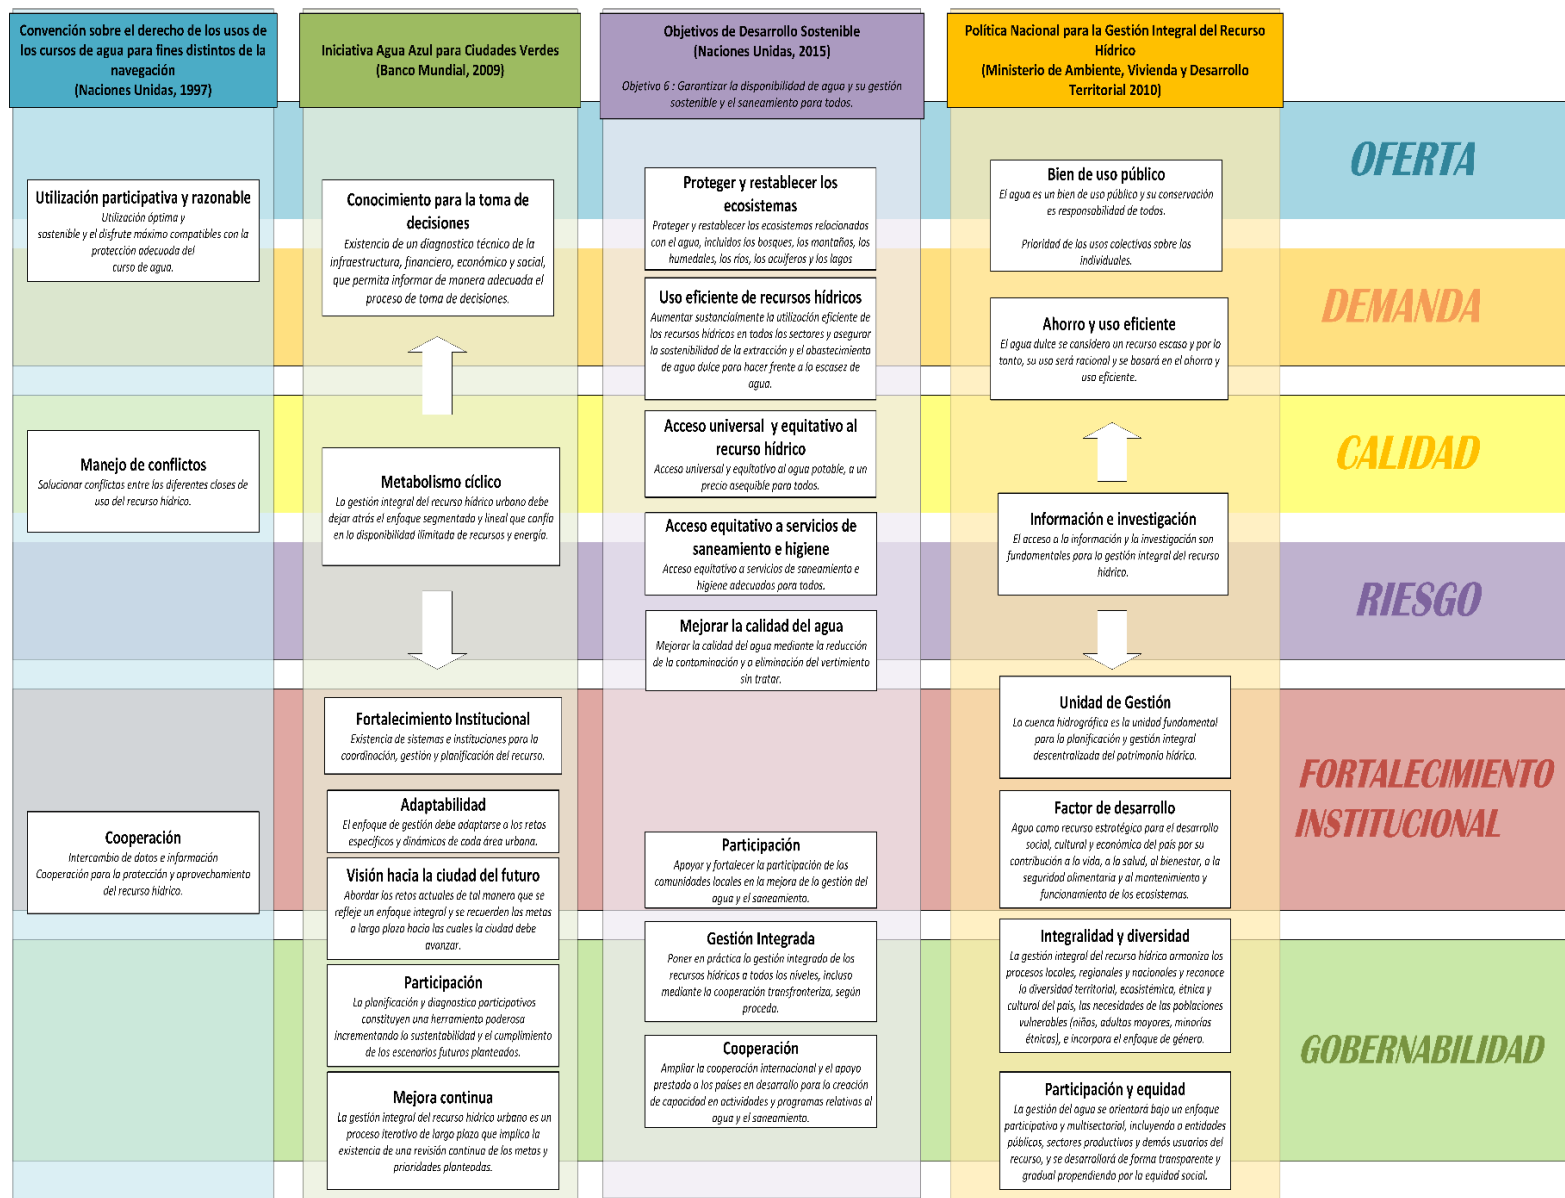 Convención sobre el derecho de los usos de
los cursos de agua para fines distintos de la
navegación
(Naciones Unidas, 1997)
Utilización participativa y razonable
Utilización óptima y
sostenible y el disfrute máximo compatibles con la
protección adecuada del
curso de agua.
Manejo de conflictos
Solucionar conflictos entre las diferentes clases de
uso del recurso hídrico.
Cooperación
Intercambio de datos e información
Cooperación para la protección y aprovechamiento
del recurso hídrico.
Iniciativa Agua Azul para Ciudades Verdes
(Banco Mundial, 2009)
Conocimiento para la toma de
decisiones
Existencia de un diagnostico técnico de la
infraestructura, financiero, económico y social,
que permita informar de manera adecuada el
proceso de toma de decisiones.
Metabolismo cíclico
La gestión integral del recurso hídrico urbano debe
dejar atrás el enfoque segmentado y lineal que confía
en la disponibilidad ilimitada de recursos y energía.
Fortalecimiento Institucional
Existencia de sistemas e instituciones para la
coordinación, gestión y planificación del recurso.
Adaptabilidad
El enfoque de gestión debe adaptarse a los retos
específicos y dinámicos de cada área urbana.
Visión hacia la ciudad del futuro
Abordar los retos actuales de tal manera que se
refleje un enfoque integral y se recuerden las metas
a largo plazo hacia las cuales la ciudad debe
avanzar.
Participación
La planificación y diagnostico participativos
constituyen una herramienta poderosa
incrementando la sustentabilidad y el cumplimiento
de los escenarios futuros planteados.
Mejora continua
La gestión integral del recurso hídrico urbano es un
proceso iterativo de largo plazo que implica la
existencia de una revisión continua de las metas y
prioridades planteadas.
Objetivos de Desarrollo Sostenible
(Naciones Unidas, 2015)
Objetivo 6 : Garantizar la disponibilidad de agua y su gestión
sostenible y el saneamiento para todos.
Proteger y restablecer los
ecosistemas
Proteger y restablecer los ecosistemas relacionados
con el agua, incluidos los bosques, las montañas, los
humedales, los ríos, los acuíferos y los lagos
Uso eficiente de recursos hídricos
Aumentar sustancialmente la utilización eficiente de
los recursos hídricos en todos los sectores y asegurar
la sostenibilidad de la extracción y el abastecimiento
de agua dulce para hacer frente a la escasez de
agua.
Acceso universal y equitativo al
recurso hídrico
Acceso universal y equitativo al agua potable, a un
precio asequible para todos.
Acceso equitativo a servicios de
saneamiento e higiene
Acceso equitativo a servicios de saneamiento e
higiene adecuados para todos.
Mejorar la calidad del agua
Mejorar la calidad del agua mediante la reducción
de la contaminación y a eliminación del vertimiento
sin tratar.
Participación
Apoyar y fortalecer la participación de las
comunidades locales en la mejora de la gestión del
agua y el saneamiento.
Gestión Integrada
Poner en práctica la gestión integrada de los
recursos hídricos a todos los niveles, incluso
mediante la cooperación transfronteriza, según
proceda.
Cooperación
Ampliar la cooperación internacional y el apoyo
prestado a los países en desarrollo para la creación
de capacidad en actividades y programas relativos al
agua y el saneamiento.
Política Nacional para la Gestión Integral del Recurso
Hídrico
(Ministerio de Ambiente, Vivienda y Desarrollo
Territorial 2010)
Bien de uso público
El agua es un bien de uso público y su conservación
es responsabilidad de todos.
Prioridad de los usos colectivos sobre los
individuales.
Ahorro y uso eficiente
El agua dulce se considera un recurso escaso y por lo
tanto, su uso será racional y se basará en el ahorro y
uso eficiente.
Información e investigación
El acceso a la información y la investigación son
fundamentales para la gestión integral del recurso
hídrico.
Unidad de Gestión
La cuenca hidrográfica es la unidad fundamental
para la planificación y gestión integral
descentralizada del patrimonio hídrico.
Factor de desarrollo
Agua como recurso estratégico para el desarrollo
social, cultural y económico del país por su
contribución a la vida, a la salud, al bienestar, a la
seguridad alimentaria y al mantenimiento y
funcionamiento de los ecosistemas.
Integralidad y diversidad
La gestión integral del recurso hídrico armoniza los
procesos locales, regionales y nacionales y reconoce
la diversidad territorial, ecosistémica, étnica y
cultural del país, las necesidades de las poblaciones
vulnerables (niños, adultos mayores, minorías
étnicas), e incorpora el enfoque de género.
Participación y equidad
La gestión del agua se orientará bajo un enfoque
participativo y multisectorial, incluyendo a entidades
públicas, sectores productivos y demás usuarios del
recurso, y se desarrollará de forma transparente y
gradual propendiendo por la equidad social.
OFERTA
DEMANDA
CALIDAD
RIESGO
FORTALECIMIENTO
INSTITUCIONAL
GOBERNABILIDAD